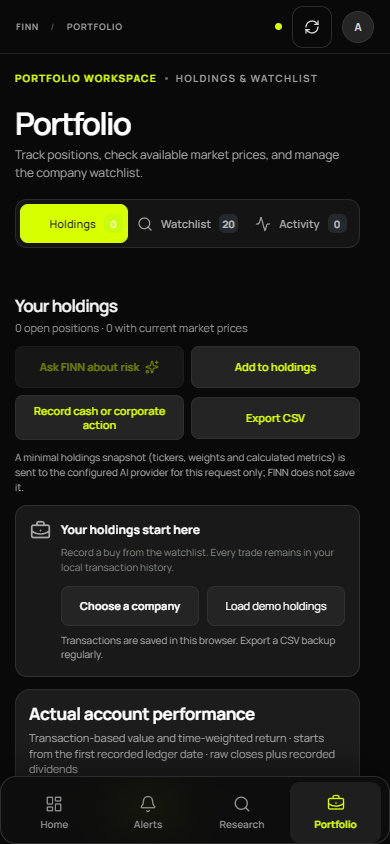 FINN / PORTFOLIO
A
PORTFOLIO WORKSPACE • HOLDINGS & WATCHLIST
Portfolio
Track positions, check available market prices, and manage
the company watchlist.
Holdings 0 Watchlist 20 Activity 0
Your holdings
0 open positions · 0 with current market prices
Ask FINN about risk Add to holdings
Record cash or corporate
action
Export CSV
A minimal holdings snapshot (tickers, weights and calculated metrics) is
sent to the configured AI provider for this request only; FINN does not save
it.
Your holdings start here
Record a buy from the watchlist. Every trade remains in your
local transaction history.
Choose a company Load demo holdings
Transactions are saved in this browser. Export a CSV backup
regularly.
Actual account performance
Transaction-based value and time-weighted return · starts
from the first recorded ledger date · raw closes plus recorded
dividends
Home Alerts Research Portfolio